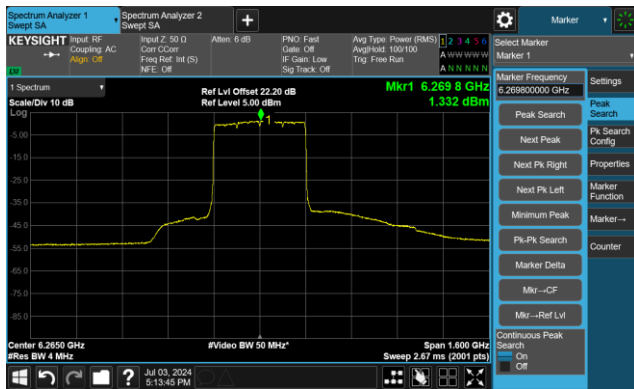 Spectrum Analyzer 1
Swept SA
Spectrum Analyzer 2
Swept SA
+
Marker
KEYSIGHT
Input: RF
Coupling: AC
Align: Off
Input Z: 50 Ω
Corr CCorr
Freq Ref: Int (S)
NFE: Off
Atten: 6 dB
PNO: Fast
Gate: Off
IF Gain: Low
Sig Track: Off
Avg Type: Power (RMS)
Avg|Hold: 100/100
Trig: Free Run
1 2 3 4 5 6
A W W W W W
A N N N N N
Select Marker
Marker 1
1 Spectrum
Scale/Div 10 dB
Log
Ref Lvl Offset 22.20 dB
Ref Level 5.00 dBm
Mkr1 6.269 8 GHz
1.332 dBm
1
-5.00
-15.0
-25.0
-35.0
-45.0
-55.0
-65.0
-75.0
-85.0
Center 6.2650 GHz
#Res BW 4 MHz
#Video BW 50 MHz*
Span 1.600 GHz
Sweep 2.67 ms (2001 pts)
Marker Frequency
6.269800000 GHz
Peak Search
Next Peak
Next Pk Right
Next Pk Left
Minimum Peak
Pk-Pk Search
Marker Delta
Mkr→CF
Mkr→Ref Lvl
Continuous Peak
Search
On
Off
Settings
Peak
Search
Pk Search
Config
Properties
Marker
Function
Marker→
Counter
?
Jul 03, 2024
5:13:45 PM